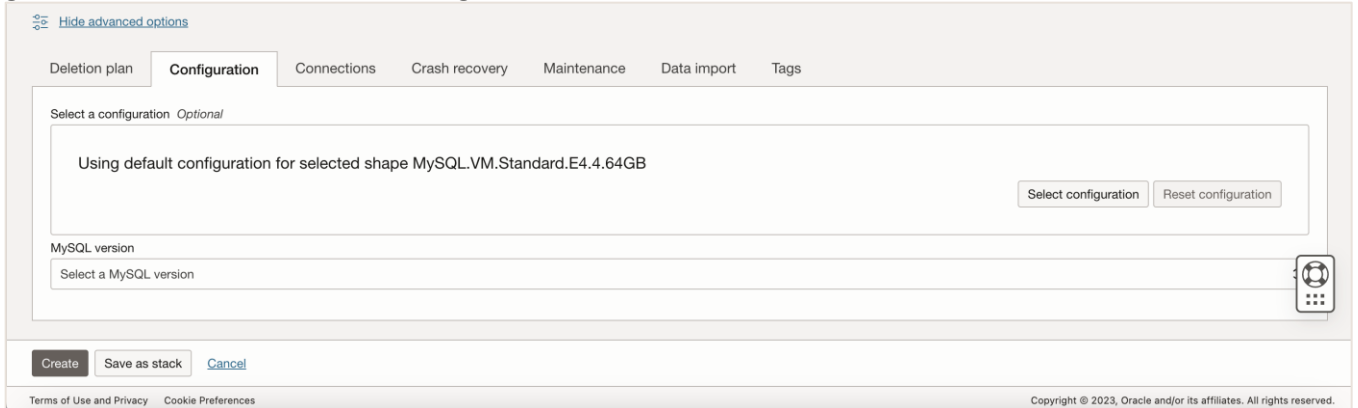 Hide advanced options
Deletion plan Configuration Connections Crash recovery Maintenance Data import Tags
Select a configuration Optional
Using default configuration for selected shape MySQL.VM.Standard.E4.4.64GB
Select configuration Reset configuration
MySQL version
Select a MySQL version
Create Save as stack Cancel
Terms of Use and Privacy Cookie Preferences Copyright © 2023, Oracle and/or its affiliates. All rights reserved.